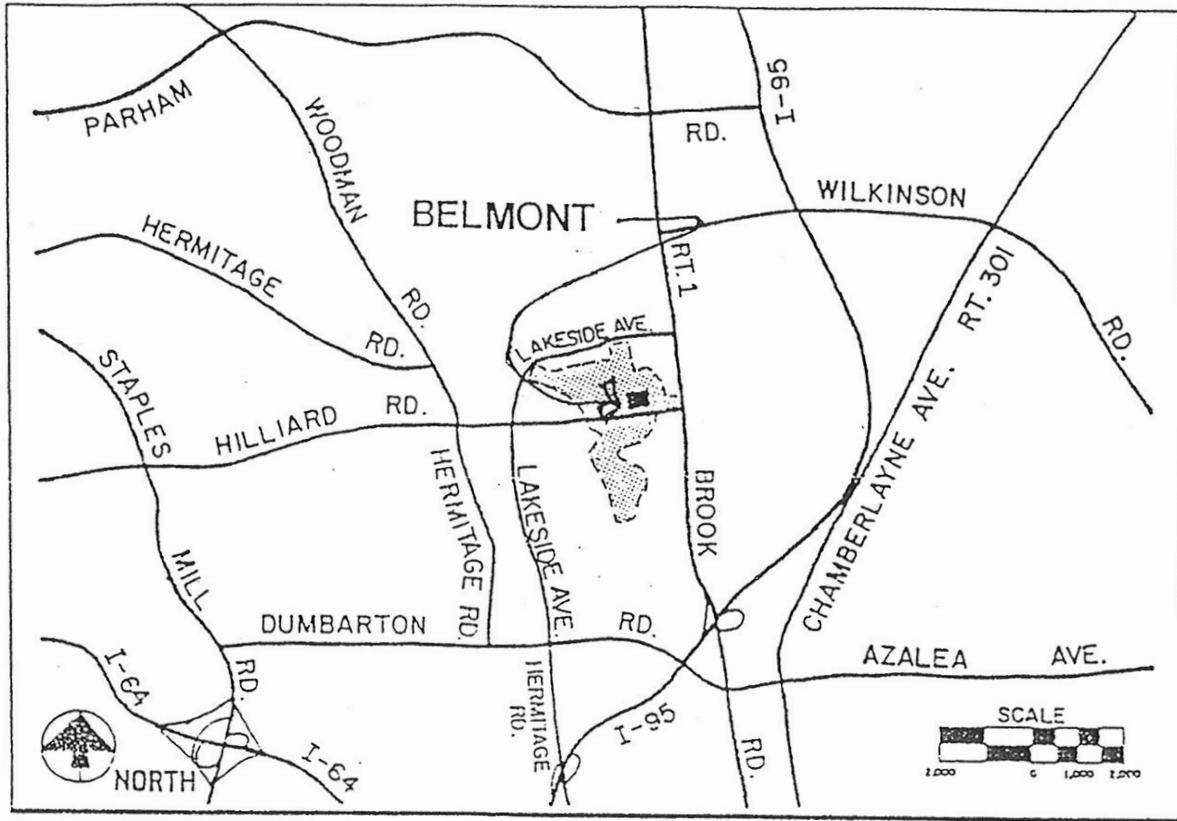 PARHAM
RD.
I-95
WOODMAN
RD.
BELMONT
WILKINSON
RD.
HERMITAGE
RD.
RT. 1
RT. 301
LAKESIDE AVE.
STAPLES
MILL
RD.
HILLIARD
RD.
HERMITAGE RD.
LAKESIDE AVE.
BROOK
RD.
CHAMBERLAYNE AVE.
DUMBARTON
RD.
AZALEA AVE.
HERMITAGE
RD.
I-95
I-64
I-64
NORTH
SCALE
2,000 0 1,000 2,000